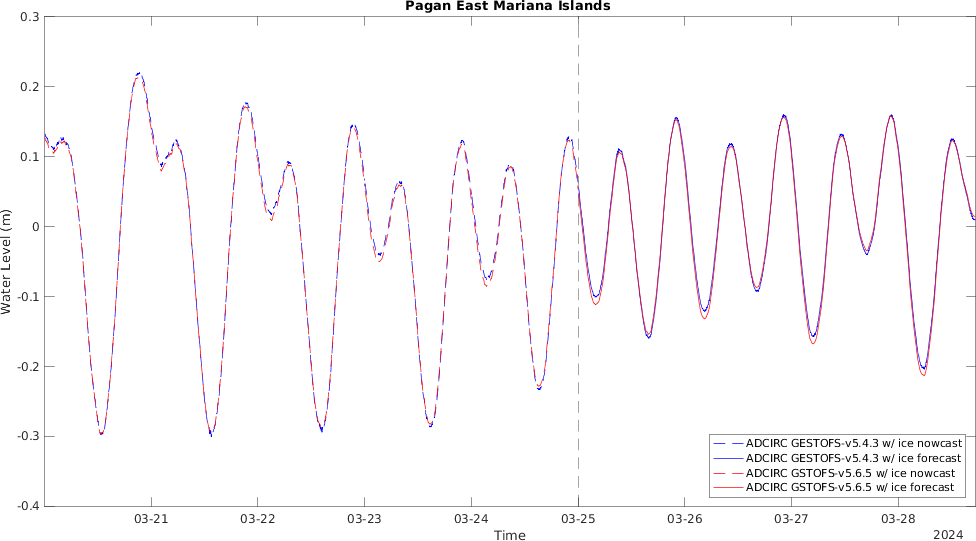 Pagan East Mariana Islands
0.3
0.2
0.1
0
-0.1
-0.2
-0.3
-0.4
Water Level (m)
ADCIRC GESTOFS-v5.4.3 w/ ice nowcast
ADCIRC GESTOFS-v5.4.3 w/ ice forecast
ADCIRC GSTOFS-v5.6.5 w/ ice nowcast
ADCIRC GSTOFS-v5.6.5 w/ ice forecast
03-21 03-22 03-23 03-24 03-25 03-26 03-27 03-28
Time
2024